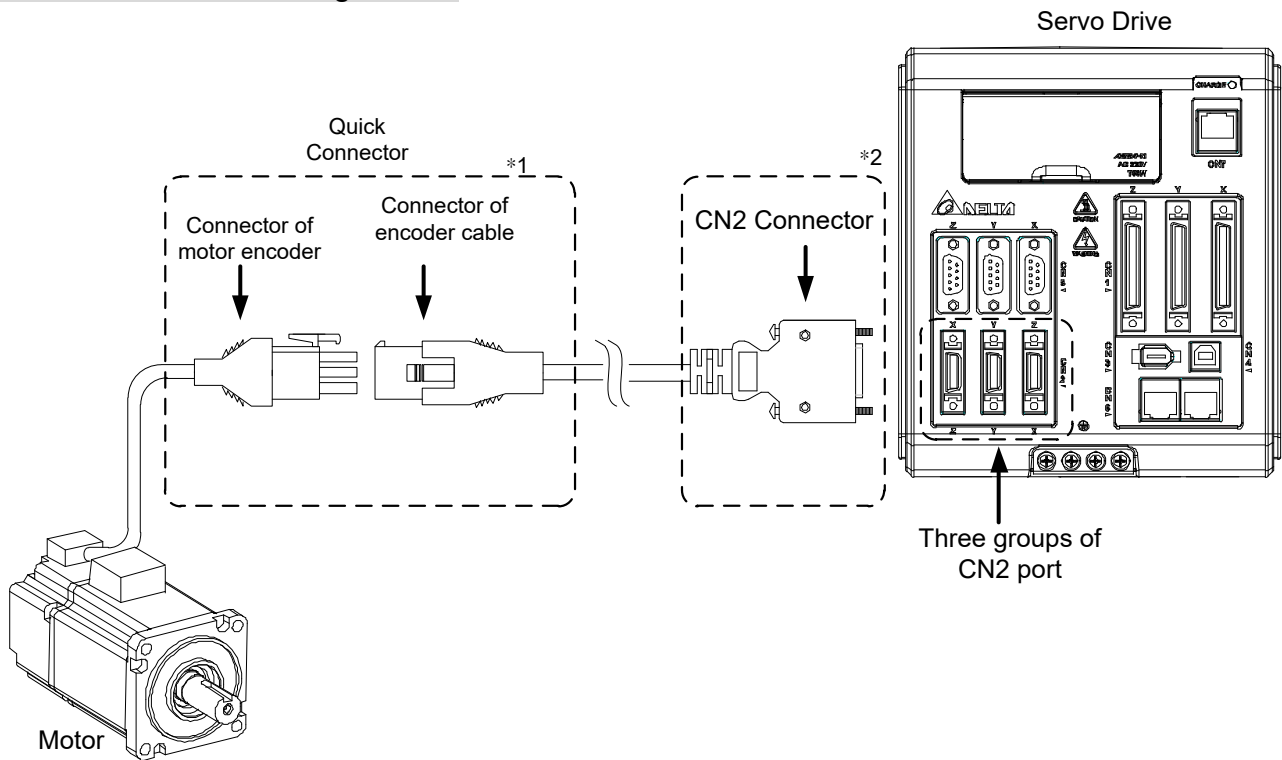 Servo Drive
Quick
Connector
*1
*2
Connector of
motor encoder
Connector of
encoder cable
CN2 Connector
CHARGE
Z
X
Z
X
X
Z
Three groups of
CN2 port
Motor